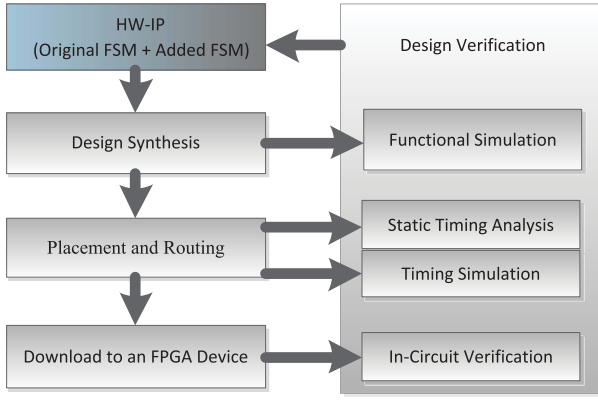 HW-IP
(Original FSM + Added FSM)
Design Verification
Design Synthesis
Functional Simulation
Placement and Routing
Static Timing Analysis
Timing Simulation
Download to an FPGA Device
In-Circuit Verification